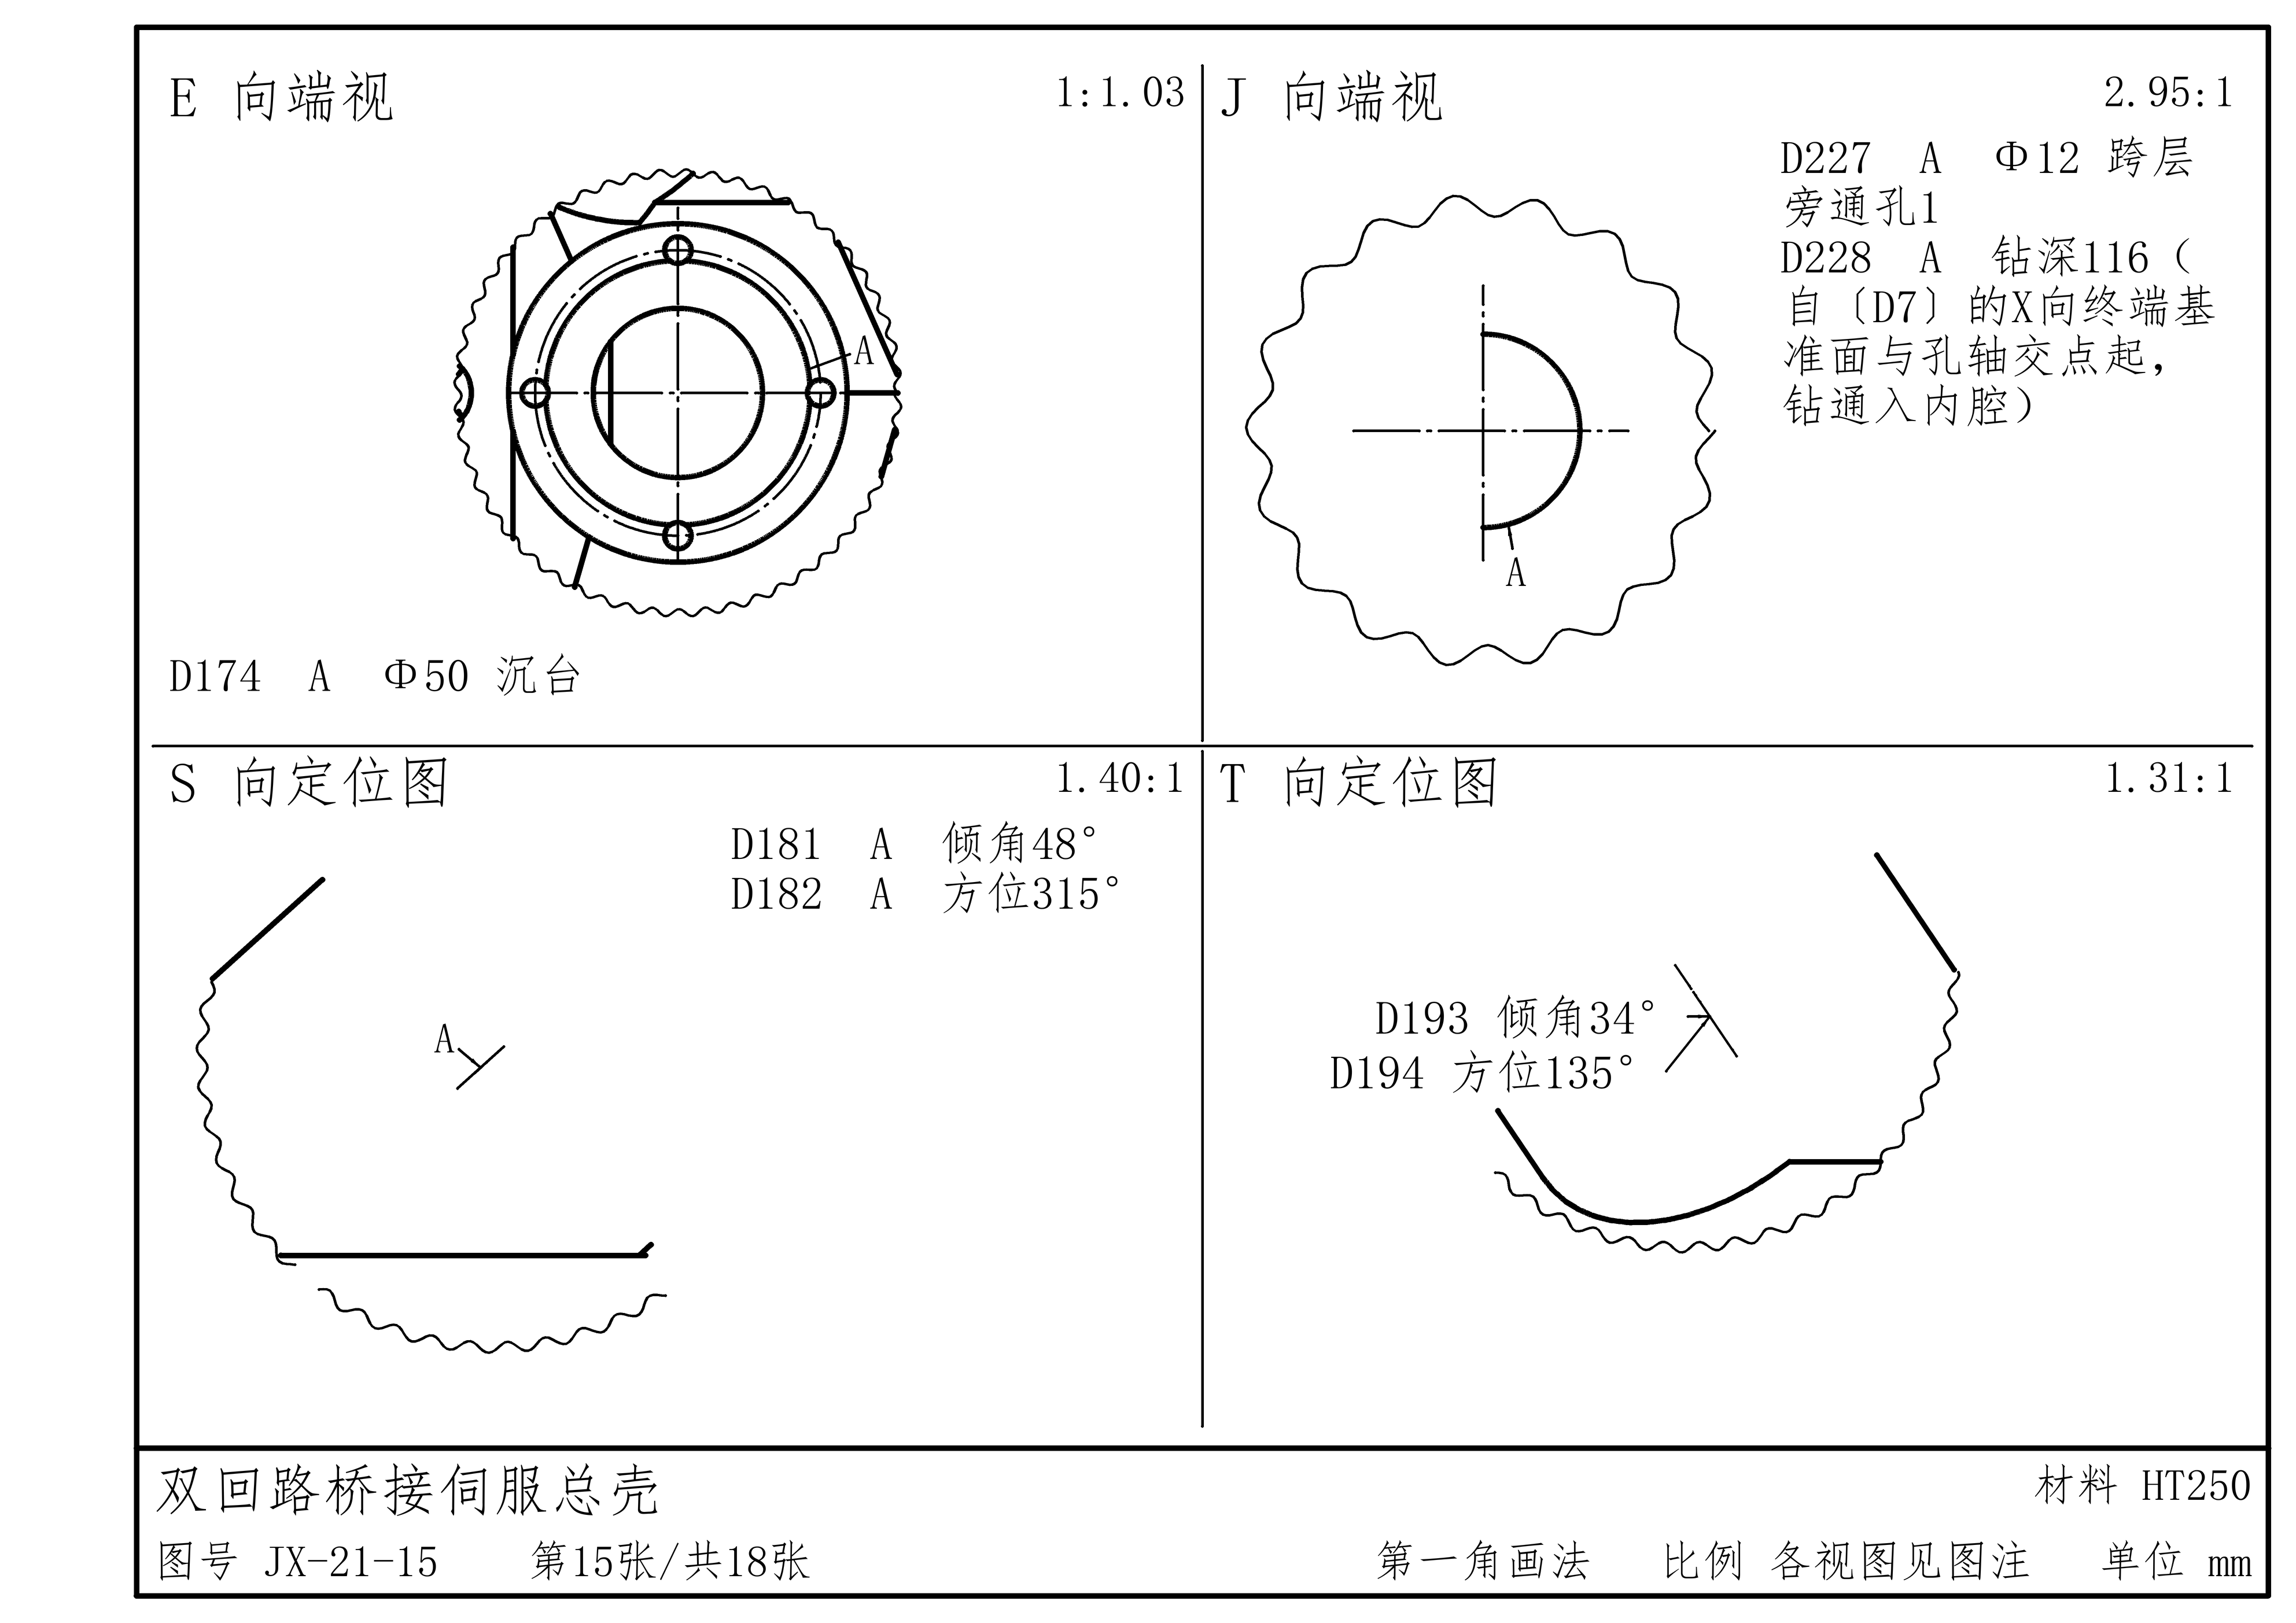 E 向端视
1:1.03
A
D174 A Φ50 沉台
J 向端视
2.95:1
D227 A Φ12 跨层
旁通孔1
D228 A 钻深116（
自〔D7〕的X向终端基
准面与孔轴交点起，
钻通入内腔）
A
S 向定位图
1.40:1
D181 A 倾角48°
D182 A 方位315°
A
T 向定位图
1.31:1
D193 倾角34°
D194 方位135°
双回路桥接伺服总壳
材料 HT250
图号 JX-21-15 第15张/共18张
第一角画法 比例 各视图见图注 单位 mm